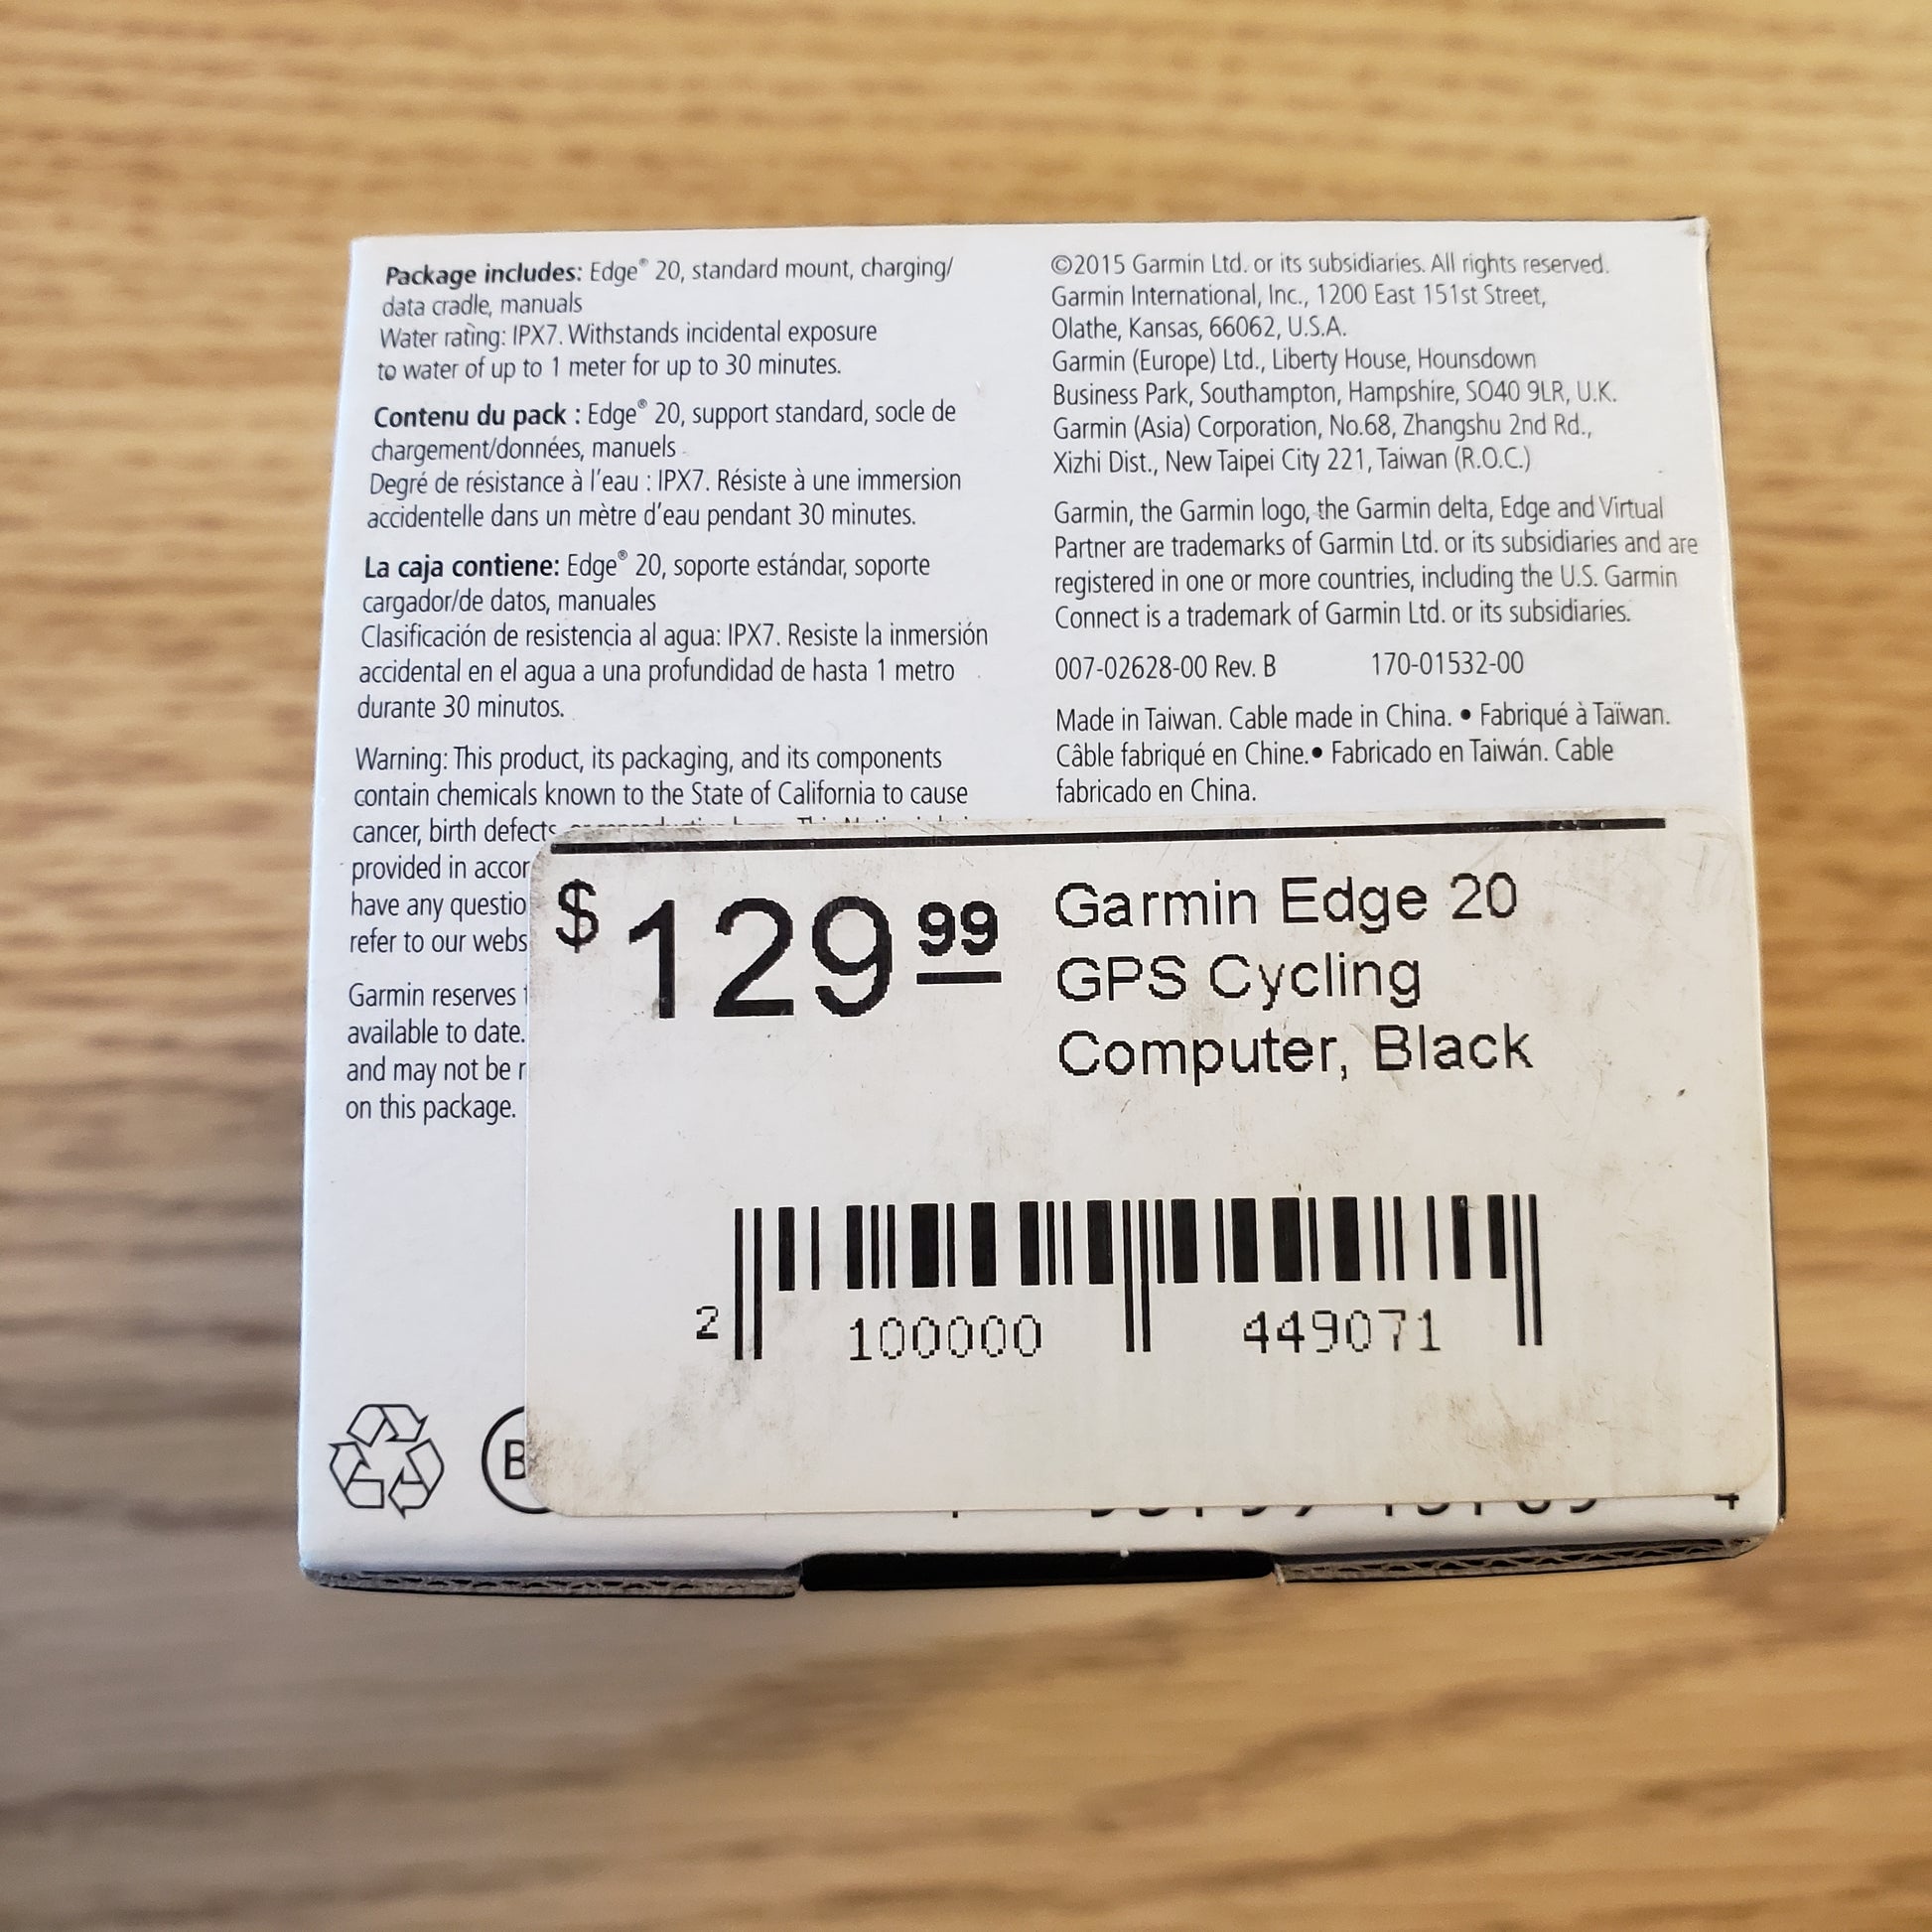 Package includes: Edge® 20, standard mount, charging/
data cradle, manuals
Water rating: IPX7. Withstands incidental exposure
to water of up to 1 meter for up to 30 minutes.
Contenu du pack : Edge® 20, support standard, socle de
chargement/données, manuels
Degré de résistance à l'eau : IPX7. Résiste à une immersion
accidentelle dans un mètre d'eau pendant 30 minutes.
La caja contiene: Edge® 20, soporte estándar, soporte
cargador/de datos, manuales
Clasificación de resistencia al agua: IPX7. Resiste la inmersión
accidental en el agua a una profundidad de hasta 1 metro
durante 30 minutos.
Warning: This product, its packaging, and its components
contain chemicals known to the State of California to cause
cancer, birth defects
provided in accor
have any questio
refer to our webs
Garmin reserves
available to date.
and may not be r
on this package.
©2015 Garmin Ltd. or its subsidiaries. All rights reserved.
Garmin International, Inc., 1200 East 151st Street,
Olathe, Kansas, 66062, U.S.A.
Garmin (Europe) Ltd., Liberty House, Hounsdown
Business Park, Southampton, Hampshire, SO40 9LR, U.K.
Garmin (Asia) Corporation, No.68, Zhangshu 2nd Rd.,
Xizhi Dist., New Taipei City 221, Taiwan (R.O.C.)
Garmin, the Garmin logo, the Garmin delta, Edge and Virtual
Partner are trademarks of Garmin Ltd. or its subsidiaries and are
registered in one or more countries, including the U.S. Garmin
Connect is a trademark of Garmin Ltd. or its subsidiaries.
007-02628-00 Rev. B 170-01532-00
Made in Taiwan. Cable made in China. • Fabriqué à Taïwan.
Câble fabriqué en Chine.• Fabricado en Taiwán. Cable
fabricado en China.
$129.99
Garmin Edge 20
GPS Cycling
Computer, Black
2 100000 449071
B